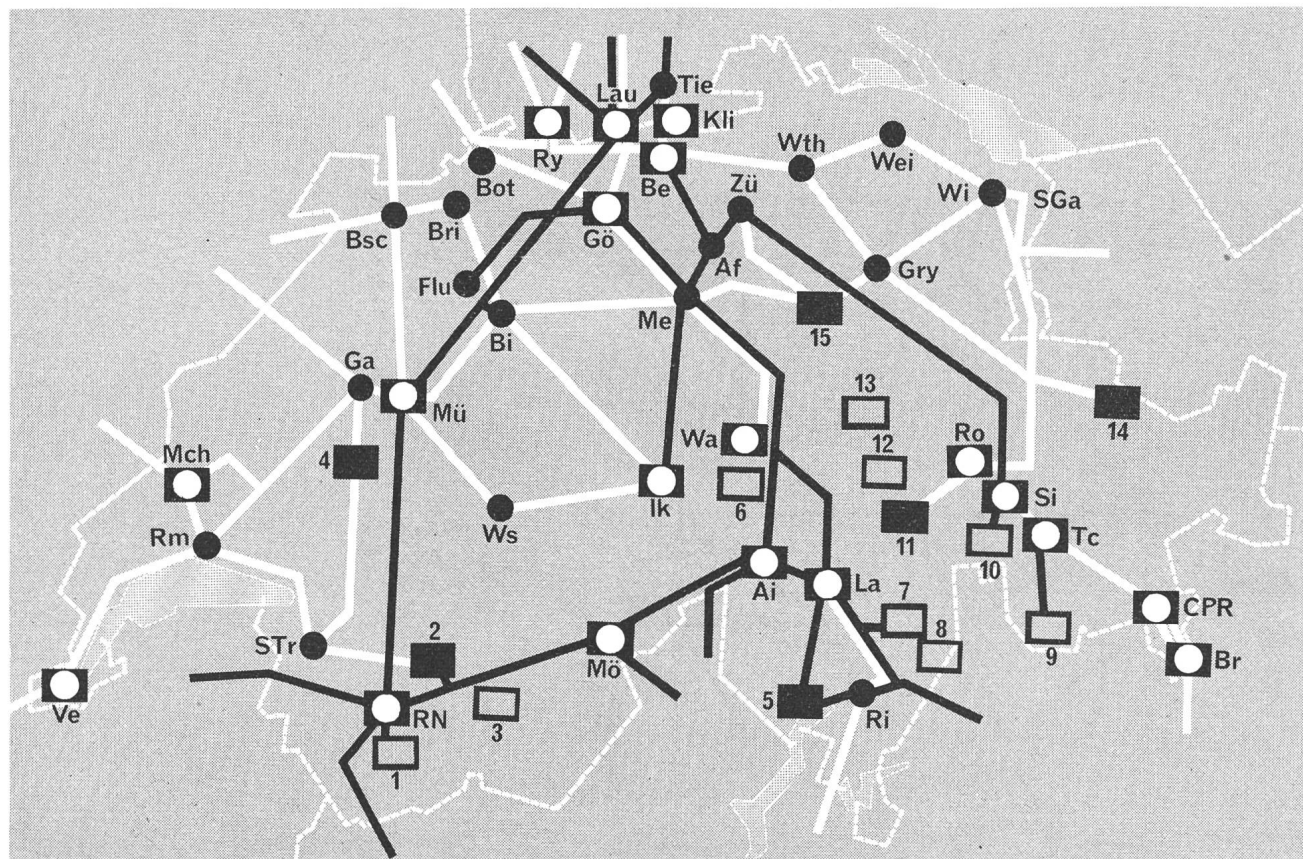 Tie
Lau
Kli
Ry
Wth
Wei
Bot
Be
Zü
Wi
SGa
Bri
Bsc
Gö
Af
Gry
Flu
Me
Bi
15
Ga
Mü
13
14
Wa
Ro
12
Mch
4
6
Ik
Si
Ws
11
Tc
Rm
10
Ai
La
7
CPR
8
STr
2
Mö
9
Br
Ve
RN
3
5
Ri
1